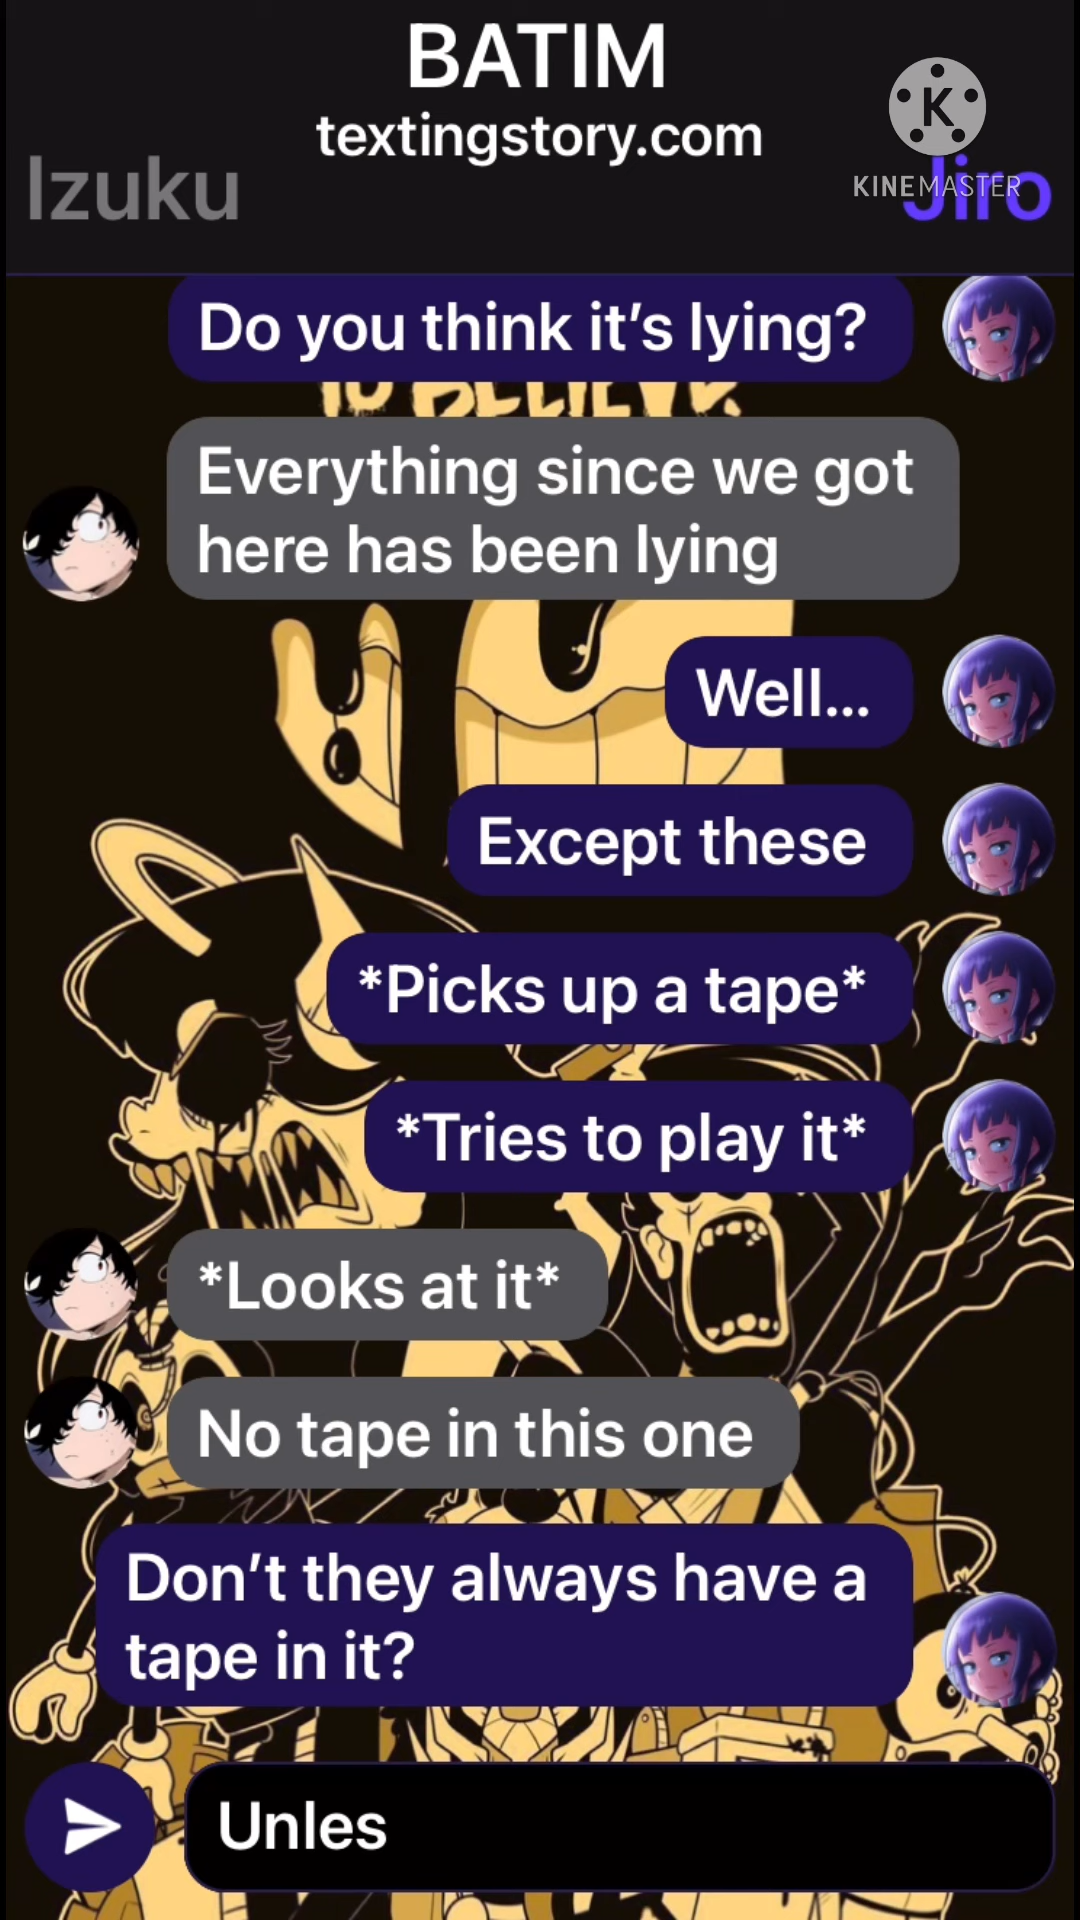 BATIM
textingstory.com
Izuku
Jiro
KINEMASTER
K
Do you think it’s lying?
TO BELIEVE
Everything since we got
here has been lying
Well...
Except these
*Picks up a tape*
*Tries to play it*
*Looks at it*
No tape in this one
Don’t they always have a
tape in it?
Unles